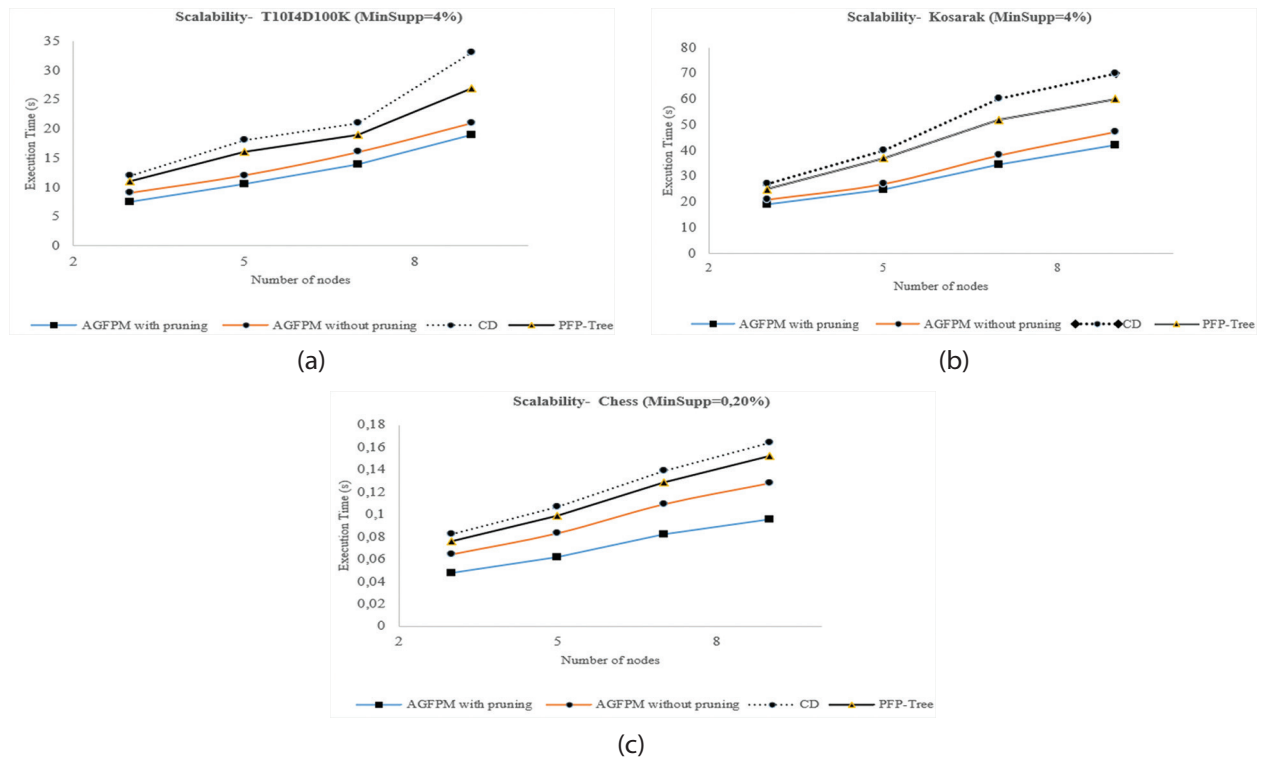 Scalability- T10I4D100K (MinSupp=4%)
Execution Time (s)
35
30
25
20
15
10
5
0
2
5
8
Number of nodes
AGFPM with pruning
AGFPM without pruning
CD
PFP-Tree
(a)
Scalability- Kosarak (MinSupp=4%)
Excution Time (s)
80
70
60
50
40
30
20
10
0
2
5
8
Number of nodes
AGFPM with pruning
AGFPM without pruning
CD
PFP-Tree
(b)
Scalability- Chess (MinSupp=0,20%)
Execution Time (s)
0,18
0,16
0,14
0,12
0,1
0,08
0,06
0,04
0,02
0
2
5
8
Number of nodes
AGFPM with pruning
AGFPM without pruning
CD
PFP-Tree
(c)